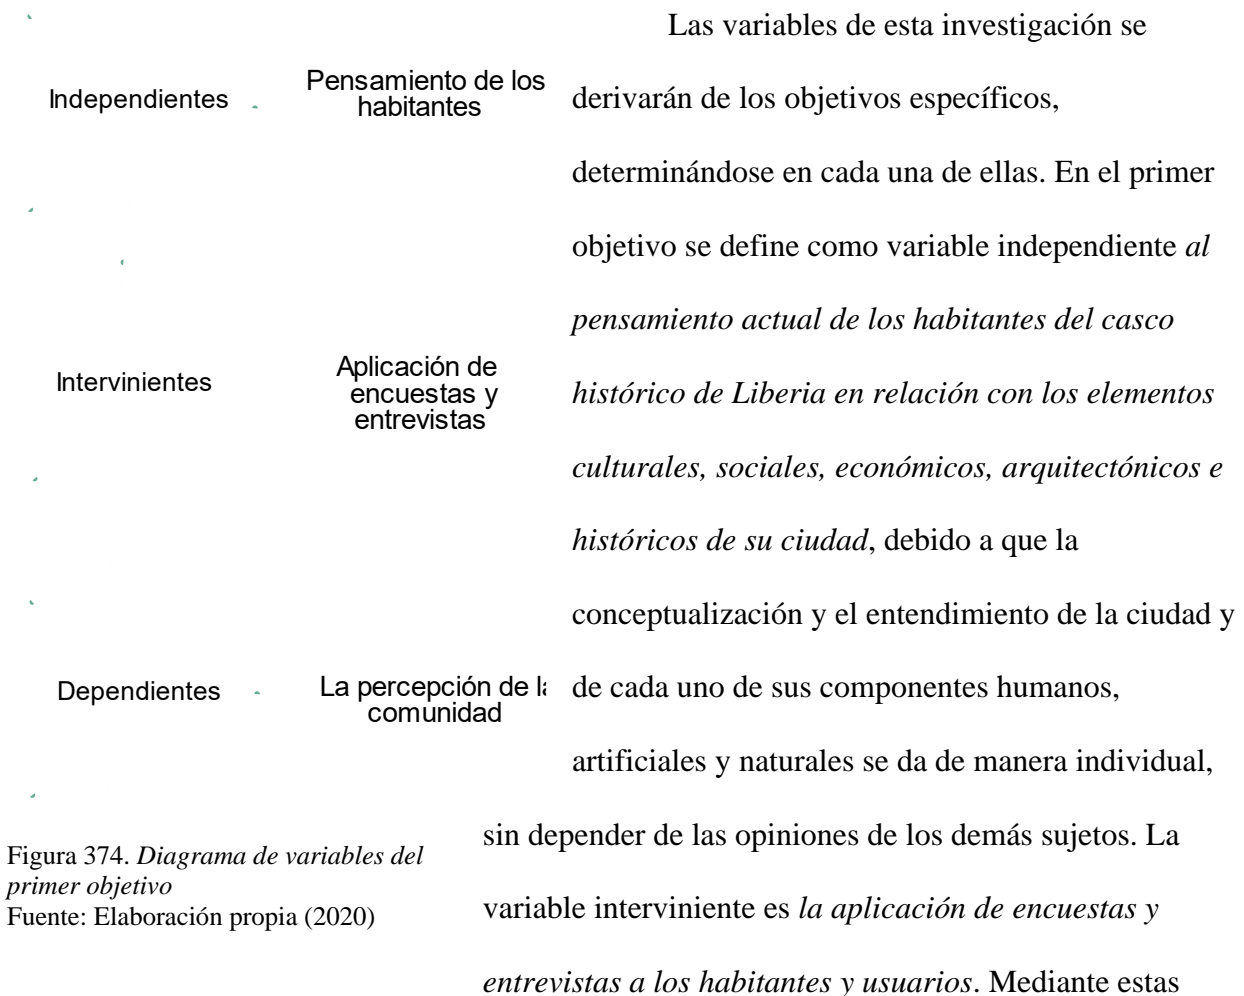 Independientes
Pensamiento de los
habitantes
Intervinientes
Aplicación de
encuestas y
entrevistas
Dependientes
La percepción de
comunidad
Figura 374. Diagrama de variables del
primer objetivo
Fuente: Elaboración propia (2020)
Las variables de esta investigación se
derivarán de los objetivos específicos,
determinándose en cada una de ellas. En el primer
objetivo se define como variable independiente al
pensamiento actual de los habitantes del casco
histórico de Liberia en relación con los elementos
culturales, sociales, económicos, arquitectónicos e
históricos de su ciudad, debido a que la
conceptualización y el entendimiento de la ciudad y
de cada uno de sus componentes humanos,
artificiales y naturales se da de manera individual,
sin depender de las opiniones de los demás sujetos. La
variable interviniente es la aplicación de encuestas y
entrevistas a los habitantes y usuarios. Mediante estas